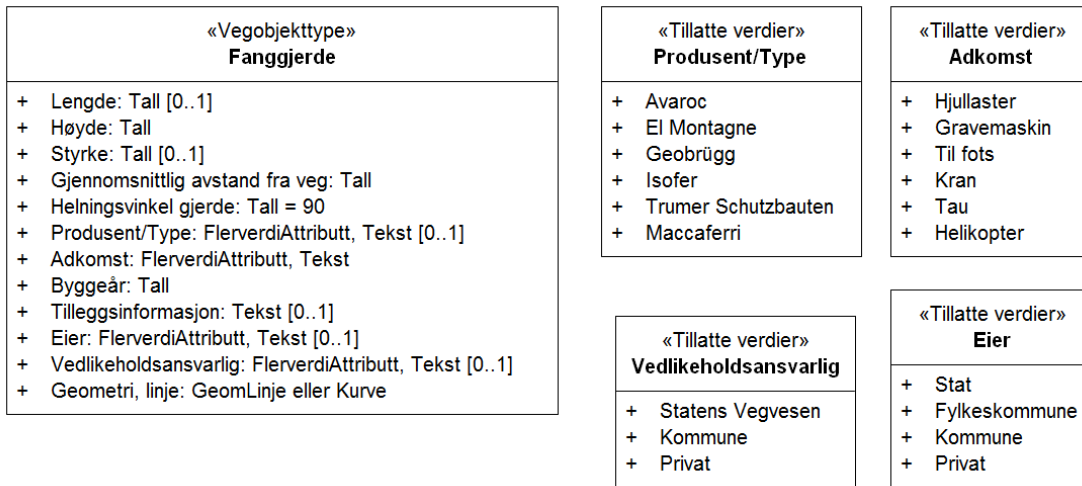 «Vegobjekttype»
Fanggjerde
+ Lengde: Tall [0..1]
+ Høyde: Tall
+ Styrke: Tall [0..1]
+ Gjennomsnittlig avstand fra veg: Tall
+ Helningsvinkel gjerde: Tall = 90
+ Produsent/Type: FlerverdiAttributt, Tekst [0..1]
+ Adkomst: FlerverdiAttributt, Tekst
+ Byggeår: Tall
+ Tilleggsinformasjon: Tekst [0..1]
+ Eier: FlerverdiAttributt, Tekst [0..1]
+ Vedlikeholdsansvarlig: FlerverdiAttributt, Tekst [0..1]
+ Geometri, linje: GeomLinje eller Kurve
«Tillatte verdier»
Produsent/Type
+ Avaroc
+ El Montagne
+ Geobrügg
+ Isofer
+ Trumer Schutzbauten
+ Maccaferri
«Tillatte verdier»
Adkomst
+ Hjullaster
+ Gravemaskin
+ Til fots
+ Kran
+ Tau
+ Helikopter
«Tillatte verdier»
Vedlikeholdsansvarlig
+ Statens Vegvesen
+ Kommune
+ Privat
«Tillatte verdier»
Eier
+ Stat
+ Fylkeskommune
+ Kommune
+ Privat